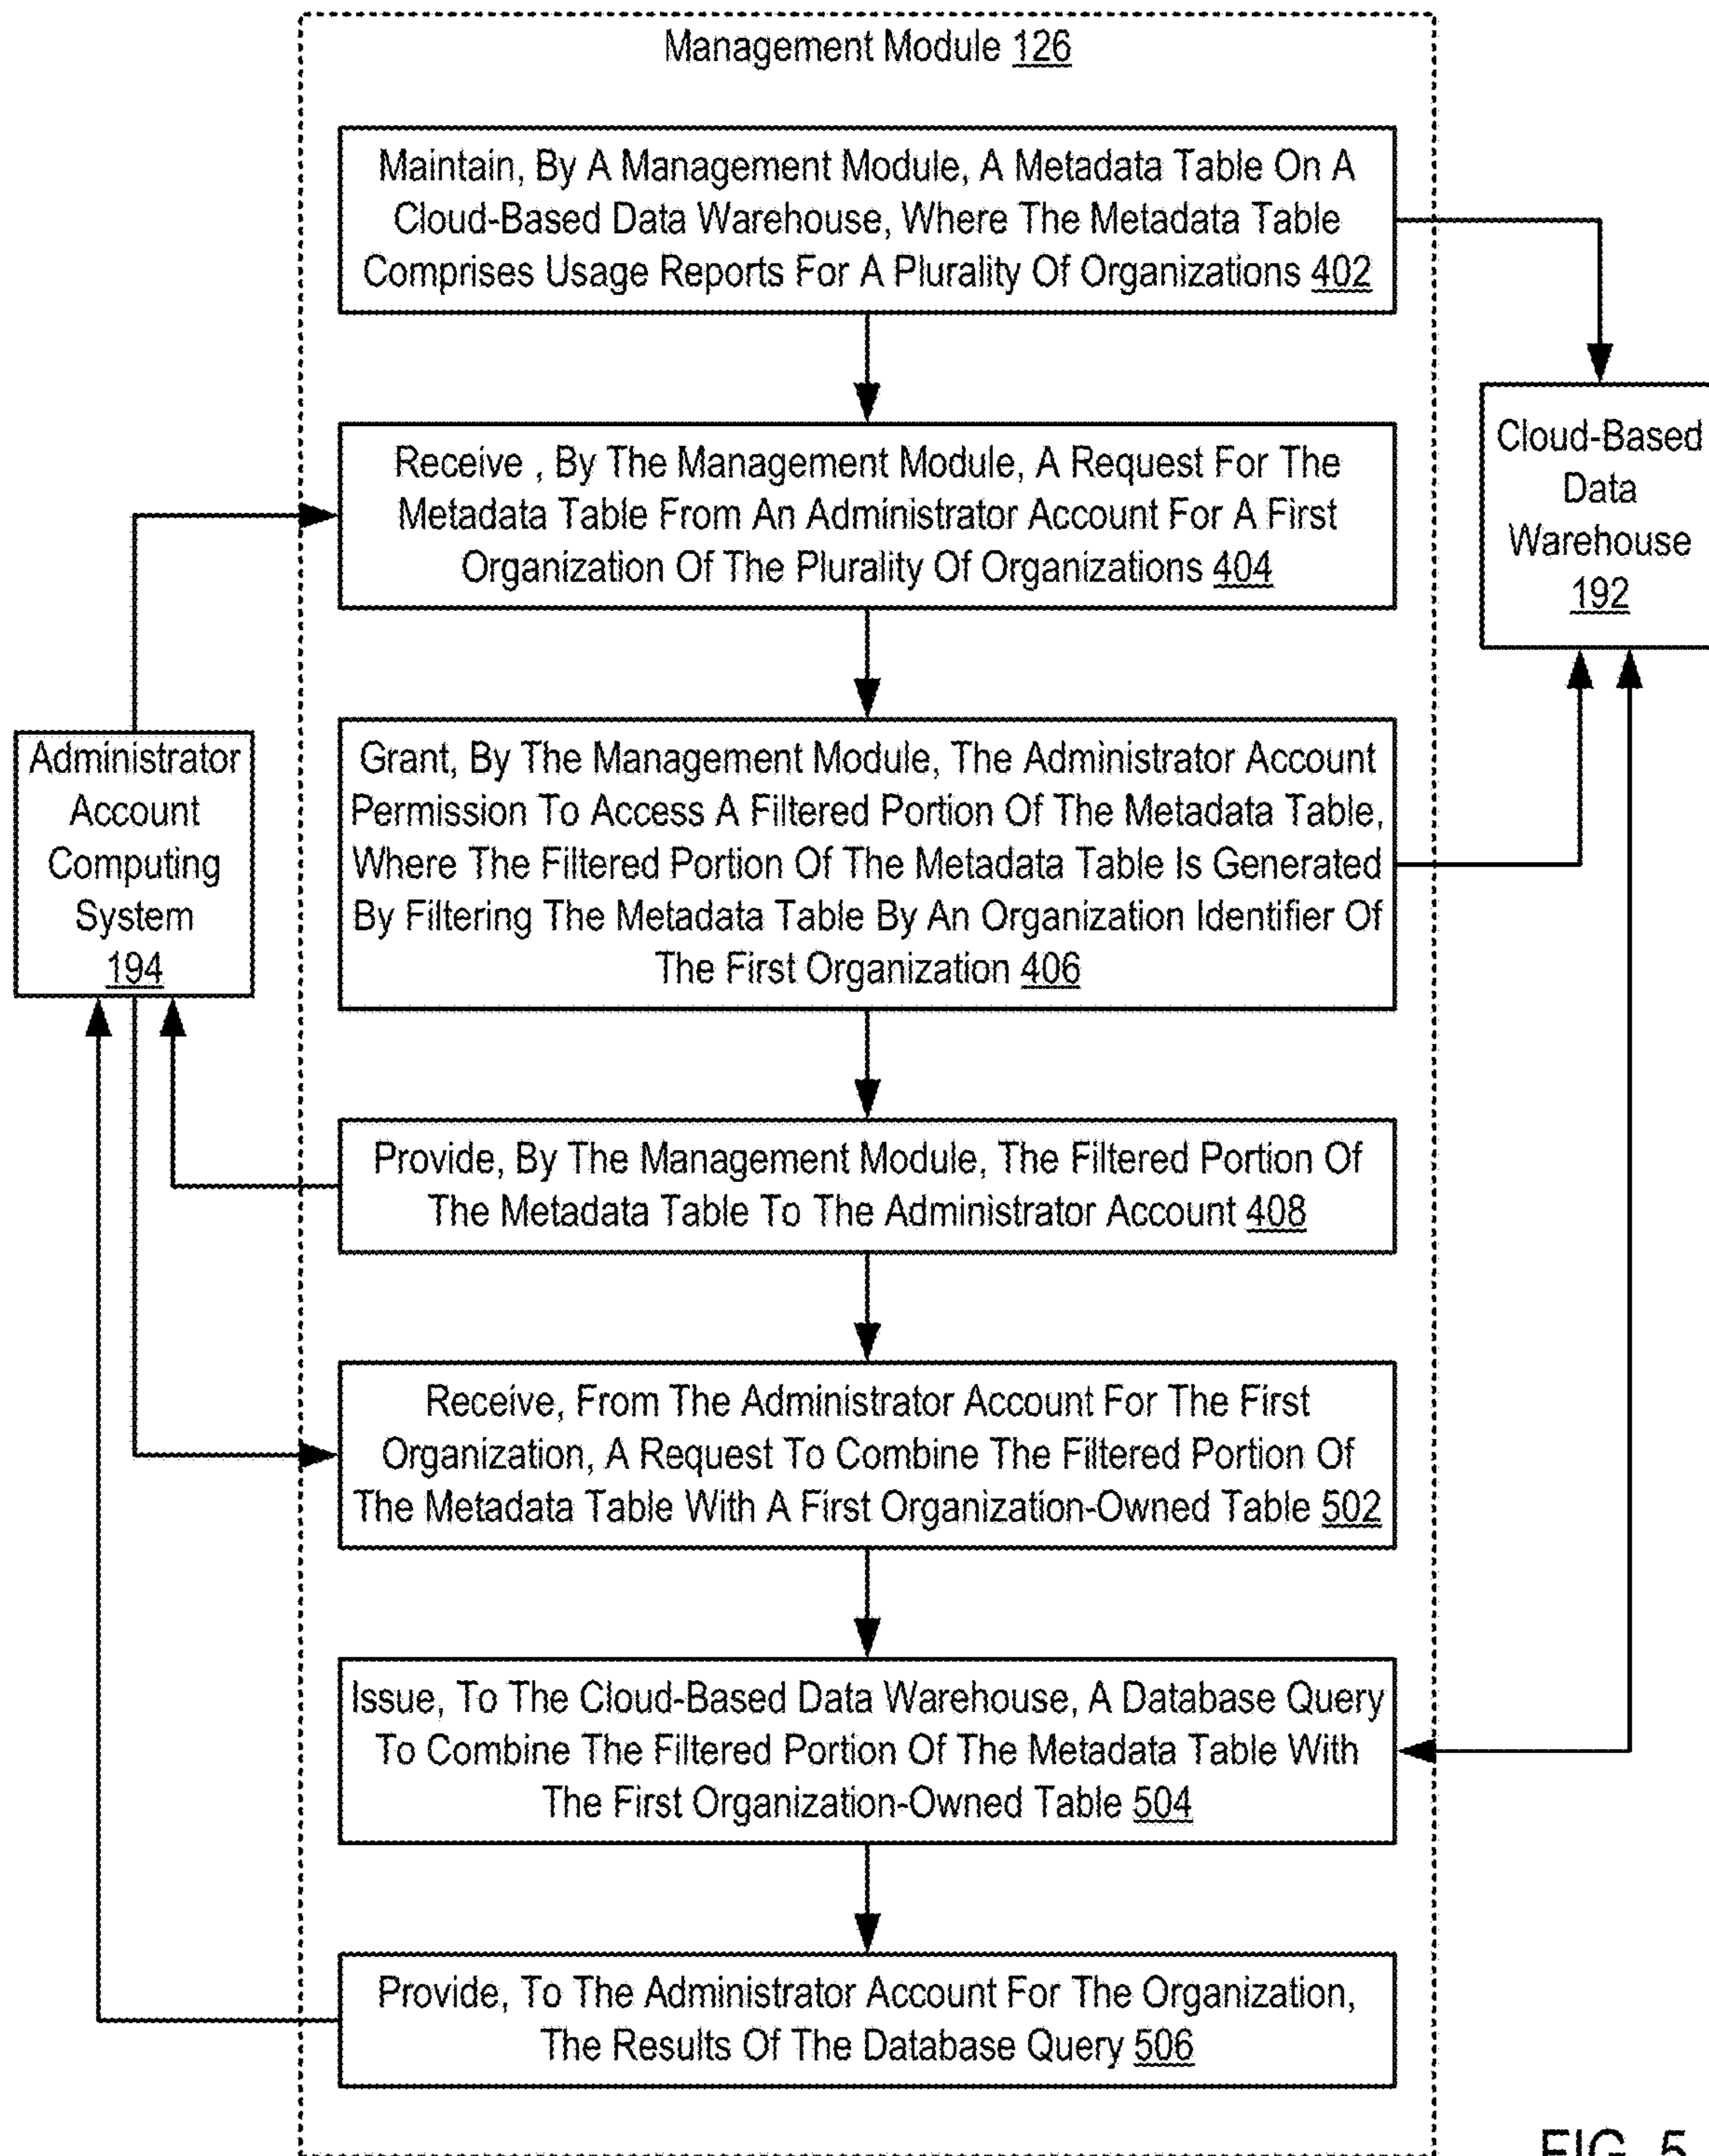 Management Module 126
Maintain, By A Management Module, A Metadata Table On A
Cloud-Based Data Warehouse, Where The Metadata Table
Comprises Usage Reports For A Plurality Of Organizations 402
Receive , By The Management Module, A Request For The
Metadata Table From An Administrator Account For A First
Organization Of The Plurality Of Organizations 404
Cloud-Based
Data
Warehouse
192
Administrator
Account
Computing
System
194
Grant, By The Management Module, The Administrator Account
Permission To Access A Filtered Portion Of The Metadata Table,
Where The Filtered Portion Of The Metadata Table Is Generated
By Filtering The Metadata Table By An Organization Identifier Of
The First Organization 406
Provide, By The Management Module, The Filtered Portion Of
The Metadata Table To The Administrator Account 408
Receive, From The Administrator Account For The First
Organization, A Request To Combine The Filtered Portion Of
The Metadata Table With A First Organization-Owned Table 502
Issue, To The Cloud-Based Data Warehouse, A Database Query
To Combine The Filtered Portion Of The Metadata Table With
The First Organization-Owned Table 504
Provide, To The Administrator Account For The Organization,
The Results Of The Database Query 506
FIG. 5